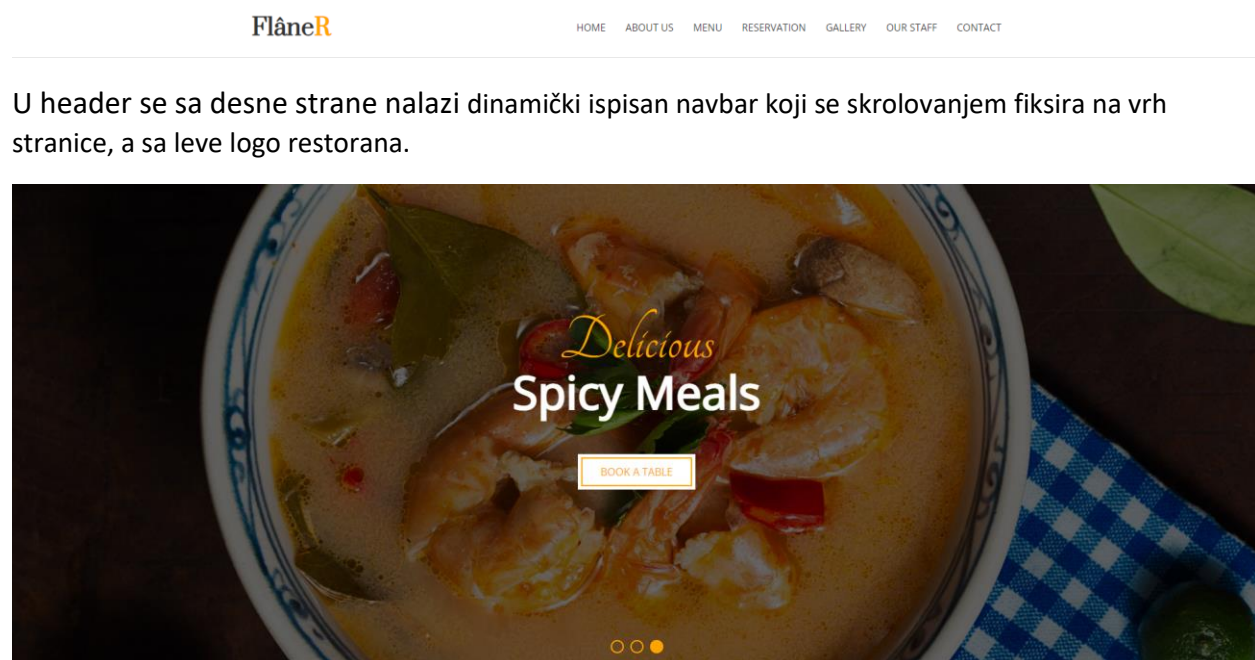 FlâneR
HOME ABOUT US MENU RESERVATION GALLERY OUR STAFF CONTACT
U header se sa desne strane nalazi dinamički ispisan navbar koji se skrolovanjem fiksira na vrh
stranice, a sa leve logo restorana.
Delicious
Spicy Meals
BOOK A TABLE